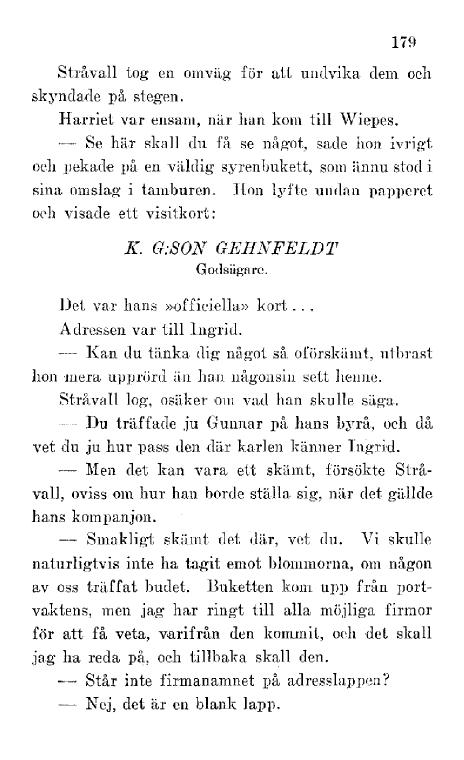 179
Stråvall tog en omväg för att undvika dem och
skyndade på stegen.
Harriet var ensam, när han kom till Wiepes.
— Se här skall du få se något, sade hon ivrigt
och pekade på en väldig syrenbukett, som ännu stod i
sina omslag i tamburen. Hon lyfte undan papperet
och visade ett visitkort:
K. G:SON GEHNFELDT
Godsägare.
Det var hans »officiella» kort . . .
Adressen var till Ingrid.
— Kan du tänka dig något så oförskämt, utbrast
hon mera upprörd än han någonsin sett henne.
Stråvall log, osäker om vad han skulle säga.
— Du träffade ju Gunnar på hans byrå, och då
vet du ju hur pass den där karlen känner Ingrid.
— Men det kan vara ett skämt, försökte Strå-
vall, oviss om hur han borde ställa sig, när det gällde
hans kompanjon.
— Smakligt skämt det där, vet du. Vi skulle
naturligtvis inte ha tagit emot blommorna, om någon
av oss träffat budet. Buketten kom upp från port-
vaktens, men jag har ringt till alla möjliga firmor
för att få veta, varifrån den kommit, och det skall
jag ha reda på, och tillbaka skall den.
— Står inte firmanamnet på adresslappen?
— Nej, det är en blank lapp.